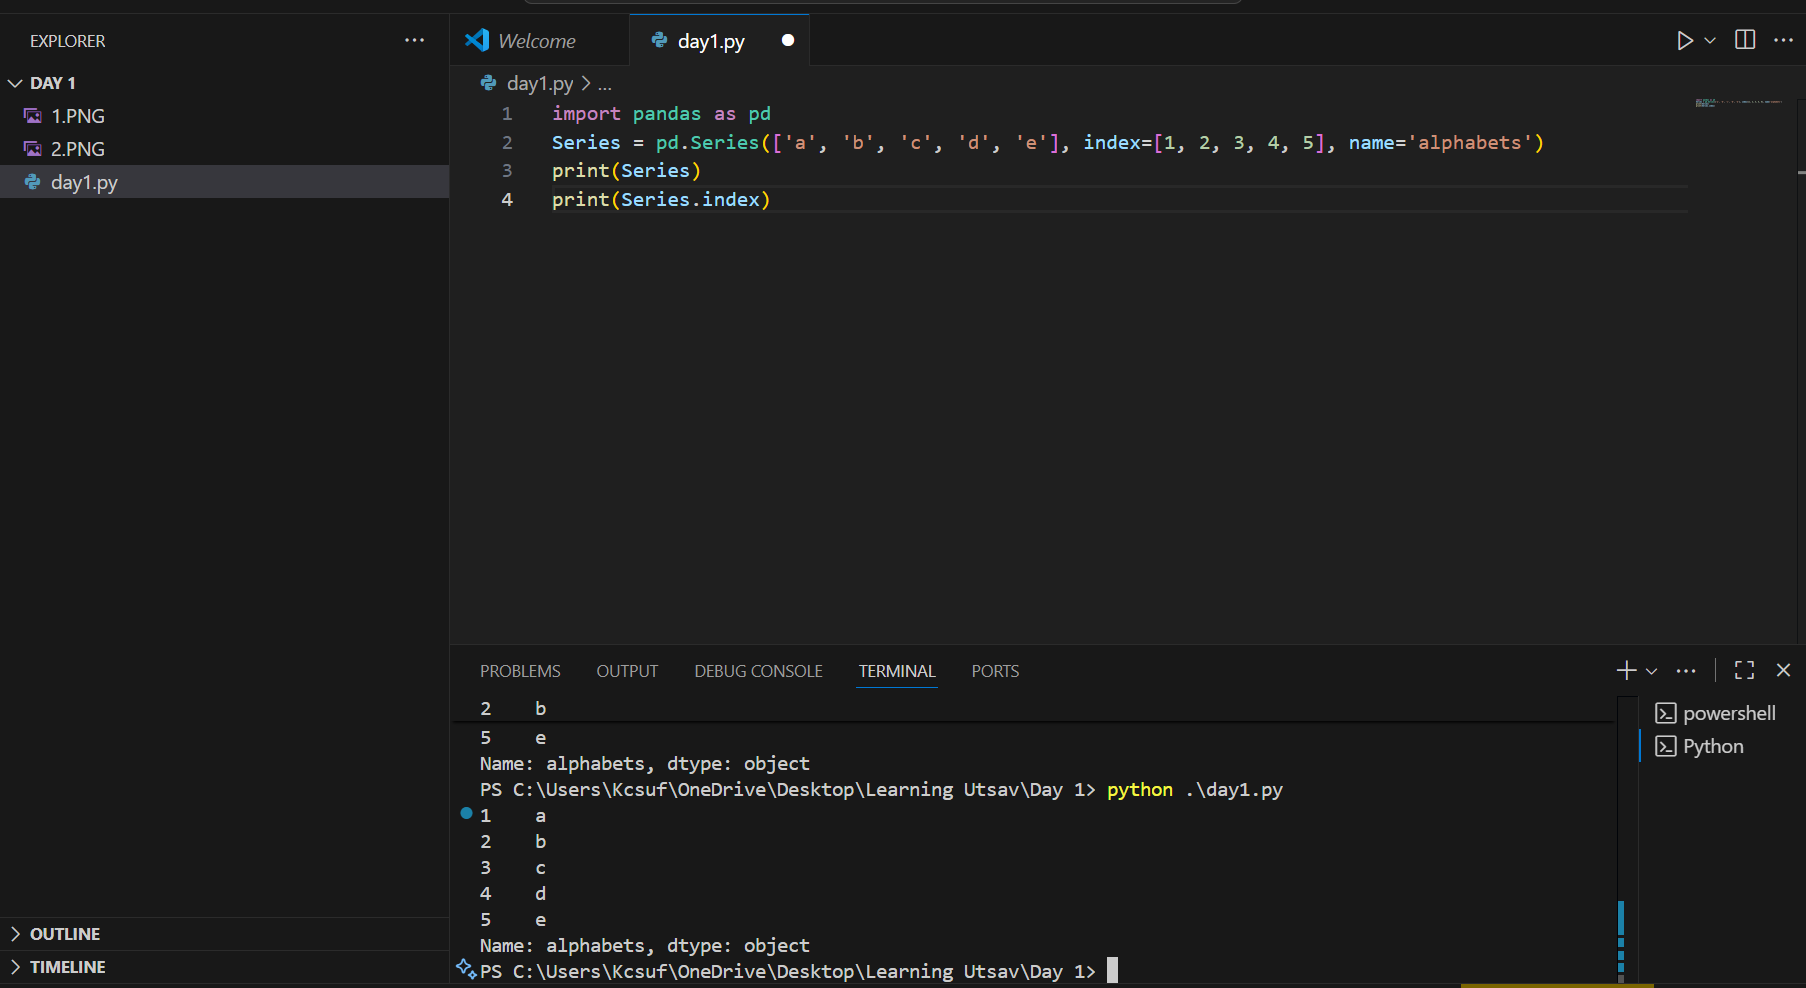 EXPLORER
DAY 1
1.PNG
2.PNG
day1.py
OUTLINE
TIMELINE
Welcome
day1.py
day1.py > ...
1 import pandas as pd
2 Series = pd.Series(['a', 'b', 'c', 'd', 'e'], index=[1, 2, 3, 4, 5], name='alphabets')
3 print(Series)
4 print(Series.index)
PROBLEMS OUTPUT DEBUG CONSOLE TERMINAL PORTS
2 b
5 e
Name: alphabets, dtype: object
PS C:\Users\Kcsuf\OneDrive\Desktop\Learning Utsav\Day 1> python .\day1.py
1 a
2 b
3 c
4 d
5 e
Name: alphabets, dtype: object
PS C:\Users\Kcsuf\OneDrive\Desktop\Learning Utsav\Day 1>
powershell
Python